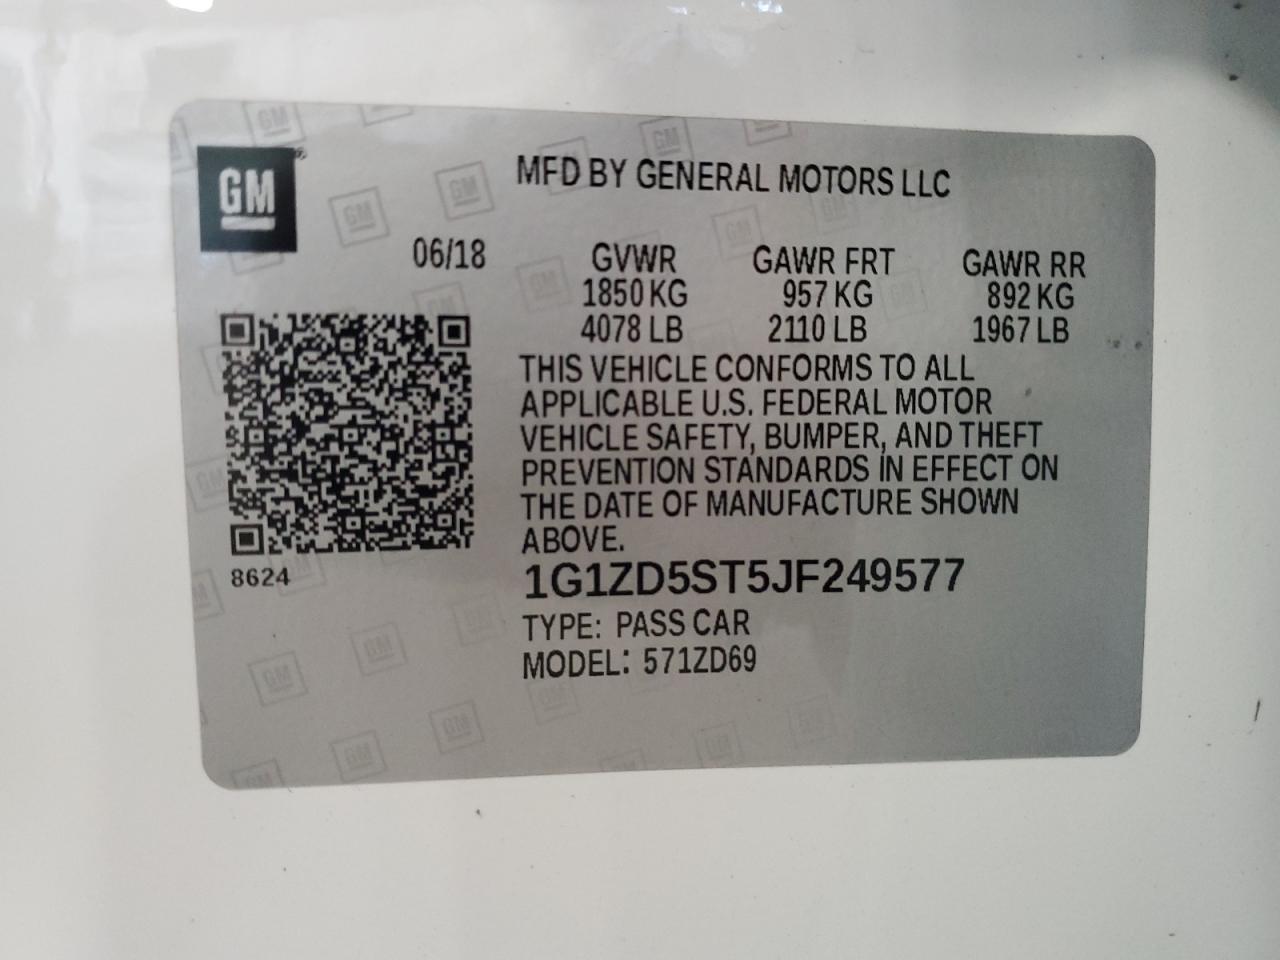 GM
MFD BY GENERAL MOTORS LLC
06/18
GVWR GAWR FRT GAWR RR
1850 KG 957 KG 892 KG
4078 LB 2110 LB 1967 LB
THIS VEHICLE CONFORMS TO ALL
APPLICABLE U.S. FEDERAL MOTOR
VEHICLE SAFETY, BUMPER, AND THEFT
PREVENTION STANDARDS IN EFFECT ON
THE DATE OF MANUFACTURE SHOWN
ABOVE.
8624
1G1ZD5ST5JF249577
TYPE: PASS CAR
MODEL: 571ZD69